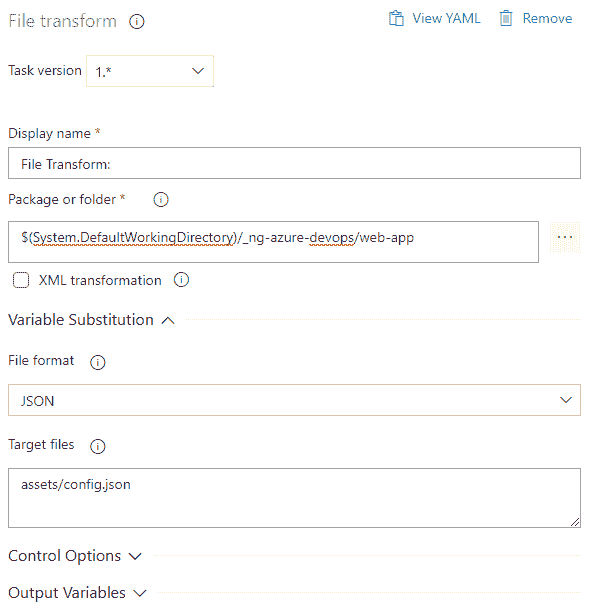 File transform
View YAML
Remove
Task version
1.*
Display name *
File Transform:
Package or folder *
$(System.DefaultWorkingDirectory)/_ng-azure-devops/web-app
...
XML transformation
Variable Substitution
File format
JSON
Target files
assets/config.json
Control Options
Output Variables